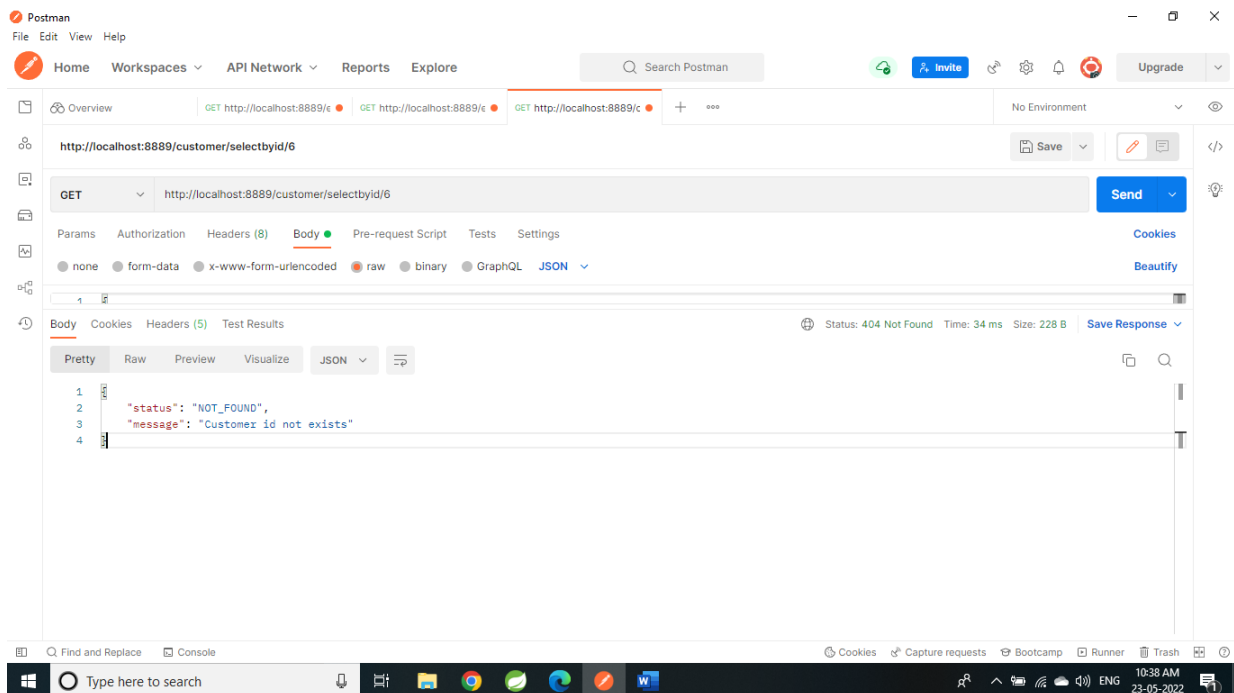 Postman
File Edit View Help
Home Workspaces API Network Reports Explore Search Postman Invite Upgrade
Overview GET http://localhost:8889/e GET http://localhost:8889/e GET http://localhost:8889/c No Environment
http://localhost:8889/customer/selectbyid/6 Save
GET http://localhost:8889/customer/selectbyid/6 Send
Params Authorization Headers (8) Body Pre-request Script Tests Settings Cookies
none form-data x-www-form-urlencoded raw binary GraphQL JSON Beautify
1 {
Body Cookies Headers (5) Test Results Status: 404 Not Found Time: 34 ms Size: 228 B Save Response
Pretty Raw Preview Visualize JSON
1 {
2 "status": "NOT_FOUND",
3 "message": "Customer id not exists"
4 }
Find and Replace Console Cookies Capture requests Bootcamp Runner Trash
Type here to search ENG 10:38 AM
23-05-2022 1